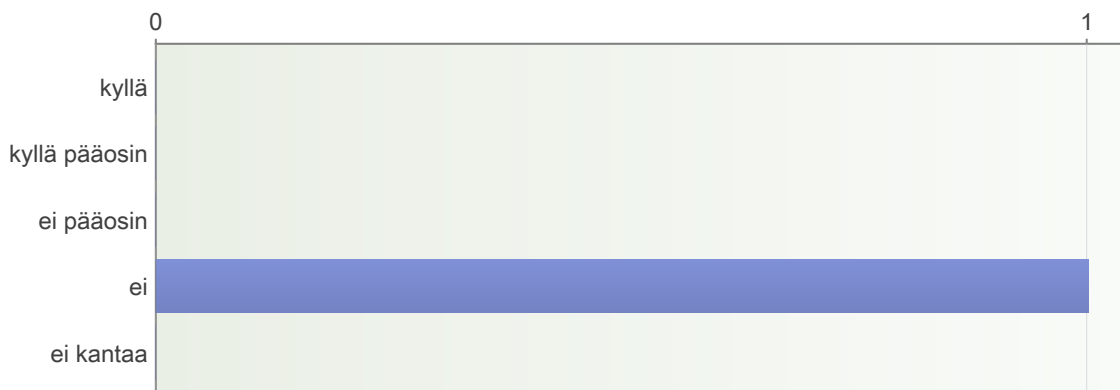 0 1
kyllä
kyllä pääosin
ei pääosin
ei
ei kantaa